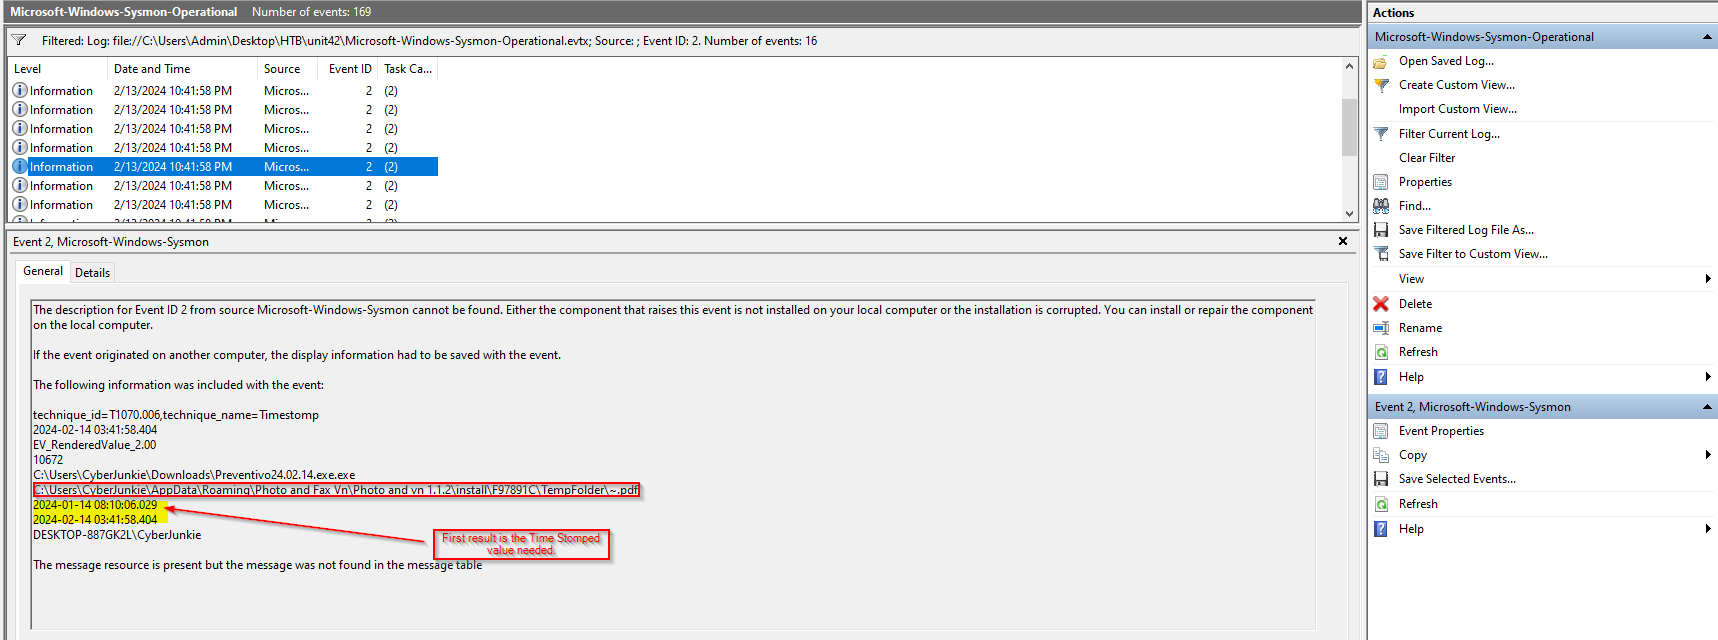 Microsoft-Windows-Sysmon-Operational Number of events: 169
Filtered: Log: file://C:\Users\Admin\Desktop\HTB\unit42\Microsoft-Windows-Sysmon-Operational.evtx; Source: ; Event ID: 2. Number of events: 16
Level Date and Time Source Event ID Task Ca...
Information 2/13/2024 10:41:58 PM Micros... 2 (2)
Information 2/13/2024 10:41:58 PM Micros... 2 (2)
Information 2/13/2024 10:41:58 PM Micros... 2 (2)
Information 2/13/2024 10:41:58 PM Micros... 2 (2)
Information 2/13/2024 10:41:58 PM Micros... 2 (2)
Information 2/13/2024 10:41:58 PM Micros... 2 (2)
Information 2/13/2024 10:41:58 PM Micros... 2 (2)
Event 2, Microsoft-Windows-Sysmon
General Details
The description for Event ID 2 from source Microsoft-Windows-Sysmon cannot be found. Either the component that raises this event is not installed on your local computer or the installation is corrupted. You can install or repair the component
on the local computer.
If the event originated on another computer, the display information had to be saved with the event.
The following information was included with the event:
technique_id=T1070.006,technique_name=Timestomp
2024-02-14 03:41:58.404
EV_RenderedValue_2.00
10672
C:\Users\CyberJunkie\Downloads\Preventivo24.02.14.exe.exe
C:\Users\CyberJunkie\AppData\Roaming\Photo and Fax Vn\Photo and vn 1.1.2\install\F97891C\TempFolder\~.pdf
2024-01-14 08:10:06.029
2024-02-14 03:41:58.404
DESKTOP-887GK2L\CyberJunkie
First result is the Time Stomped
value needed.
The message resource is present but the message was not found in the message table
Actions
Microsoft-Windows-Sysmon-Operational
Open Saved Log...
Create Custom View...
Import Custom View...
Filter Current Log...
Clear Filter
Properties
Find...
Save Filtered Log File As...
Save Filter to Custom View...
View
Delete
Rename
Refresh
Help
Event 2, Microsoft-Windows-Sysmon
Event Properties
Copy
Save Selected Events...
Refresh
Help